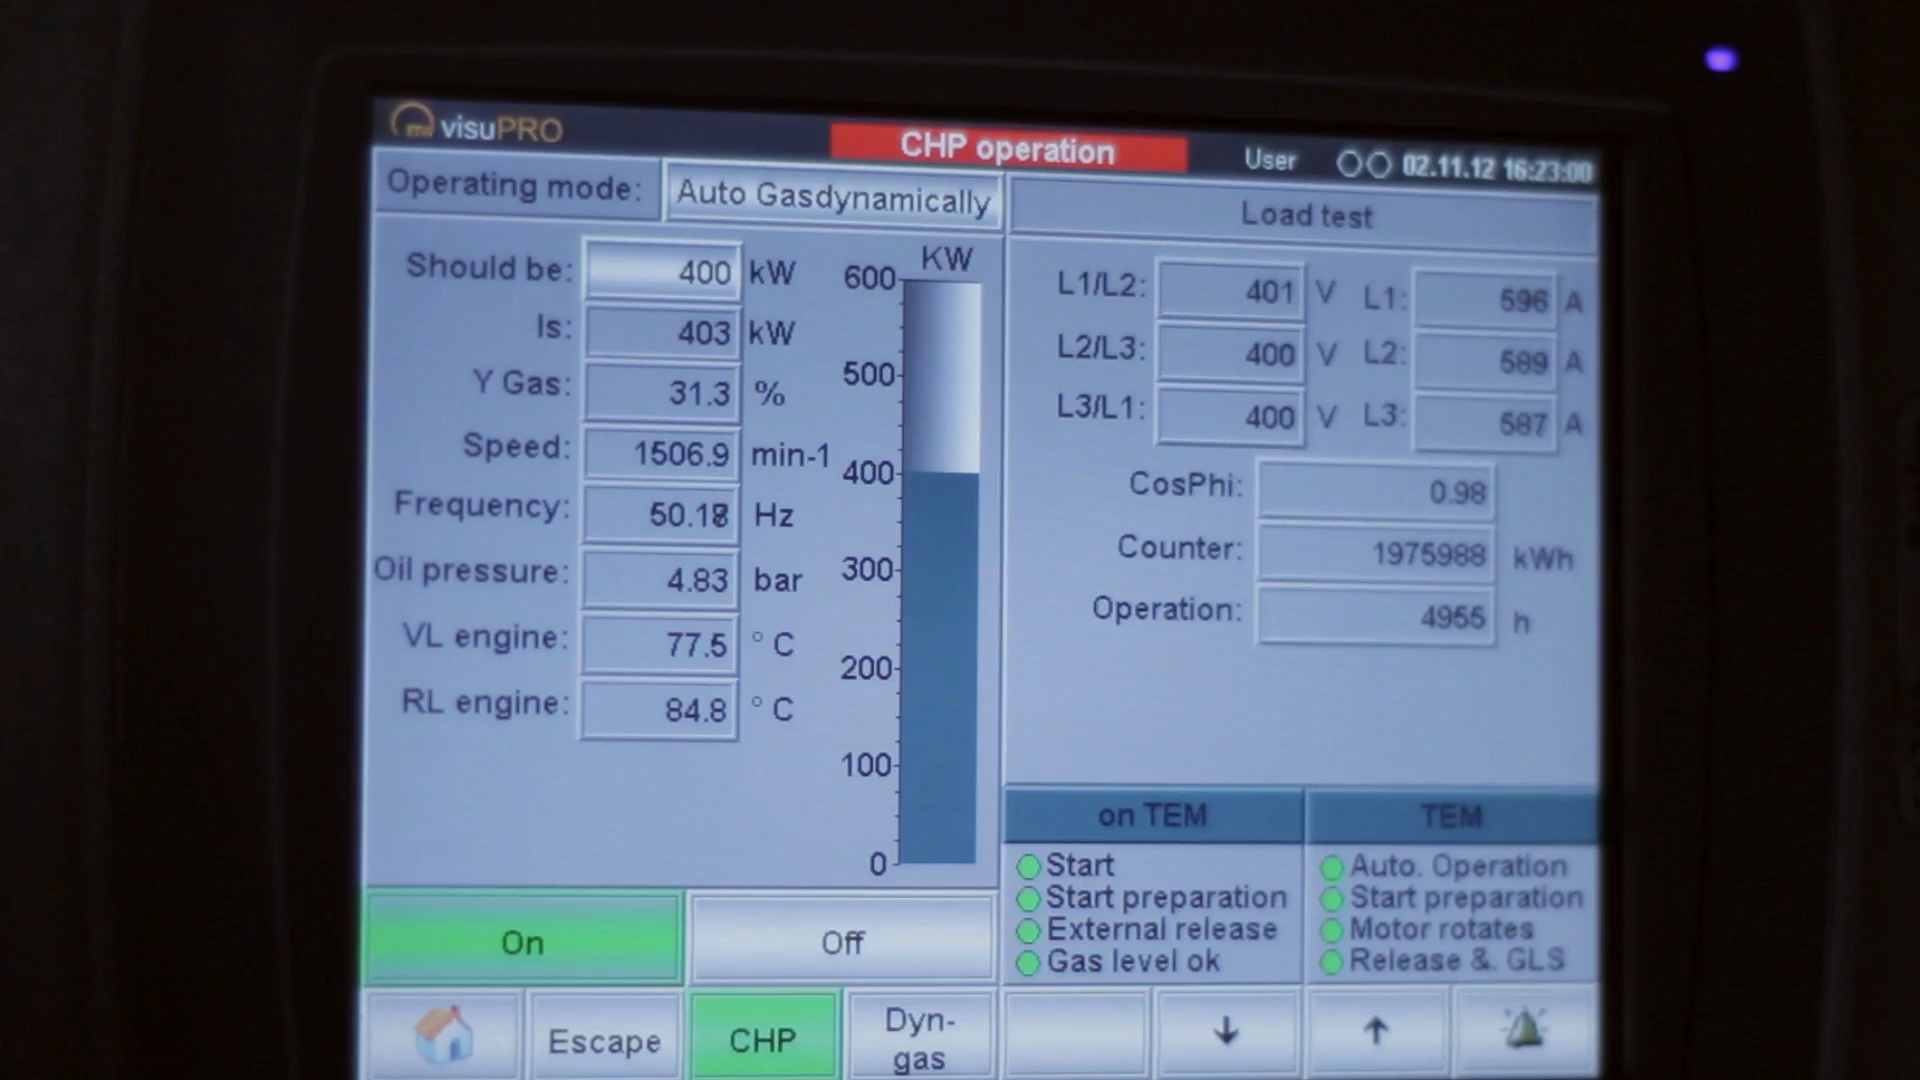 mil visuPRO
CHP operation
User 02.11.12 16:23:00
Operating mode: Auto Gasdynamically
Load test
Should be: 400 kW
Is: 403 kW
Y Gas: 31.3 %
Speed: 1506.9 min-1
Frequency: 50.18 Hz
Oil pressure: 4.83 bar
VL engine: 77.5 °C
RL engine: 84.8 °C
KW
600
500
400
300
200
100
0
L1/L2: 401 V L1: 596 A
L2/L3: 400 V L2: 589 A
L3/L1: 400 V L3: 587 A
CosPhi: 0.98
Counter: 1975988 kWh
Operation: 4955 h
on TEM
Start
Start preparation
External release
Gas level ok
TEM
Auto. Operation
Start preparation
Motor rotates
Release &. GLS
On
Off
Escape
CHP
Dyn-
gas